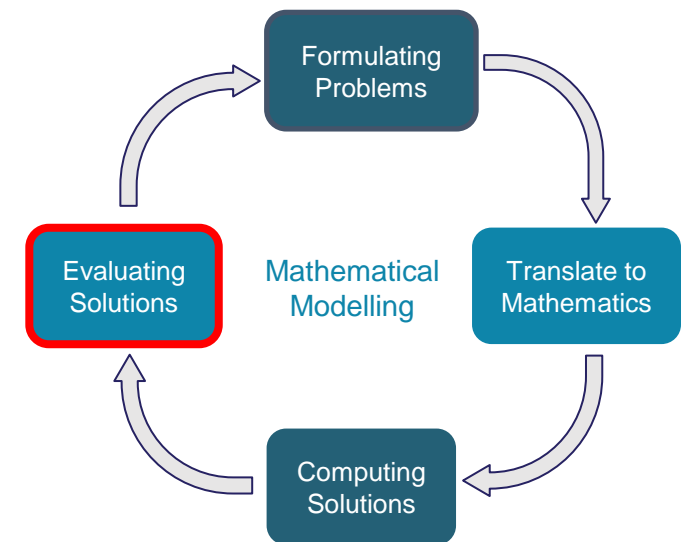 Formulating
Problems
Evaluating
Solutions
Mathematical
Modelling
Translate to
Mathematics
Computing
Solutions